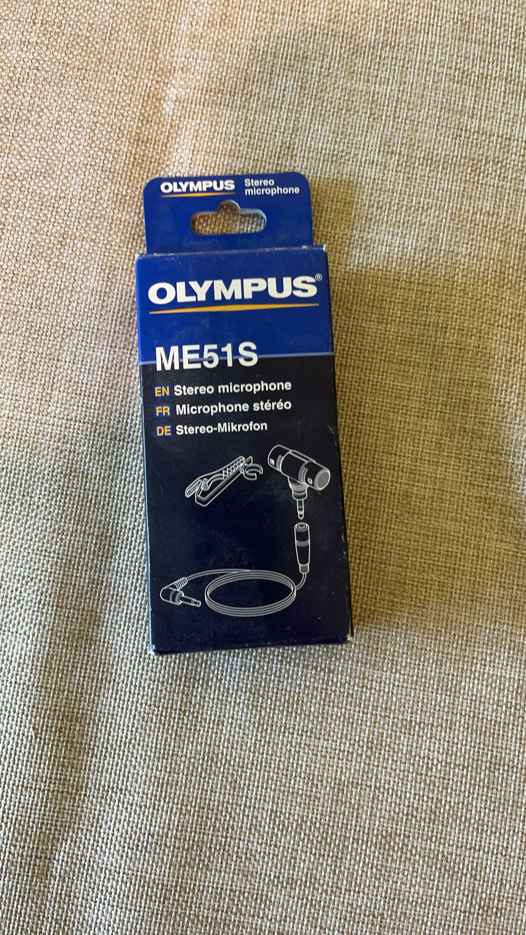 OLYMPUS Stereo
microphone
OLYMPUS®
ME51S
EN Stereo microphone
FR Microphone stéréo
DE Stereo-Mikrofon